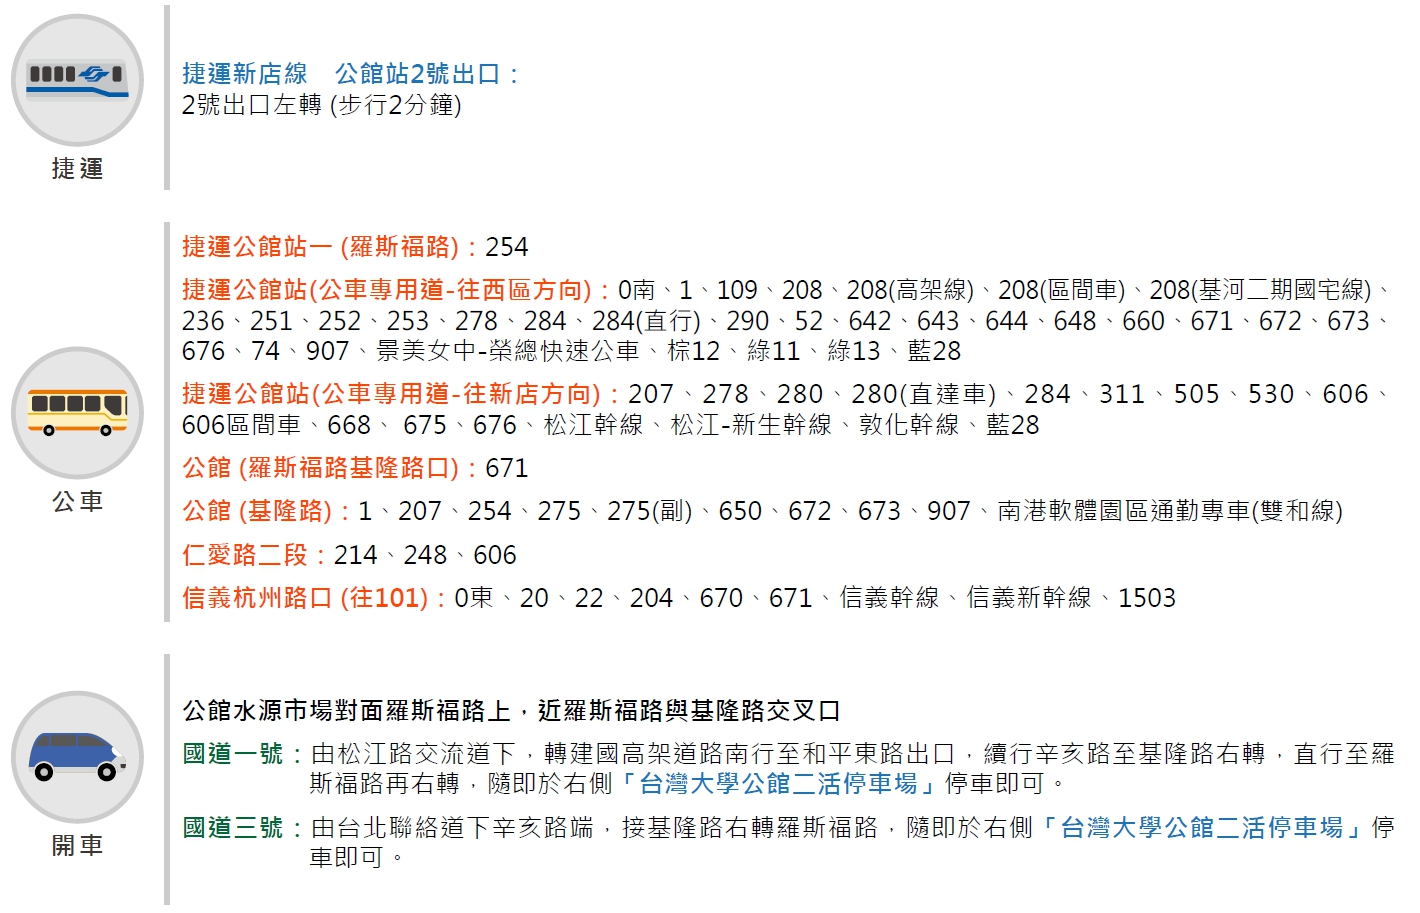 捷運新店線　公館站2號出口：
2號出口左轉 (步行2分鐘)
捷運
捷運公館站一 (羅斯福路)：254
捷運公館站(公車專用道-往西區方向)：0南、1、109、208、208(高架線)、208(區間車)、208(基河二期國宅線)、
236、251、252、253、278、284、284(直行)、290、52、642、643、644、648、660、671、672、673、
676、74、907、景美女中-榮總快速公車、棕12、綠11、綠13、藍28
捷運公館站(公車專用道-往新店方向)：207、278、280、280(直達車)、284、311、505、530、606、
606區間車、668、 675、676、松江幹線、松江-新生幹線、敦化幹線、藍28
公館 (羅斯福路基隆路口)：671
公館 (基隆路)：1、207、254、275、275(副)、650、672、673、907、南港軟體園區通勤專車(雙和線)
仁愛路二段：214、248、606
信義杭州路口 (往101)：0東、20、22、204、670、671、信義幹線、信義新幹線、1503
公車
公館水源市場對面羅斯福路上，近羅斯福路與基隆路交叉口
國道一號：由松江路交流道下，轉建國高架道路南行至和平東路出口，續行辛亥路至基隆路右轉，直行至羅
斯福路再右轉，隨即於右側「台灣大學公館二活停車場」停車即可。
國道三號：由台北聯絡道下辛亥路端，接基隆路右轉羅斯福路，隨即於右側「台灣大學公館二活停車場」停
車即可。
開車